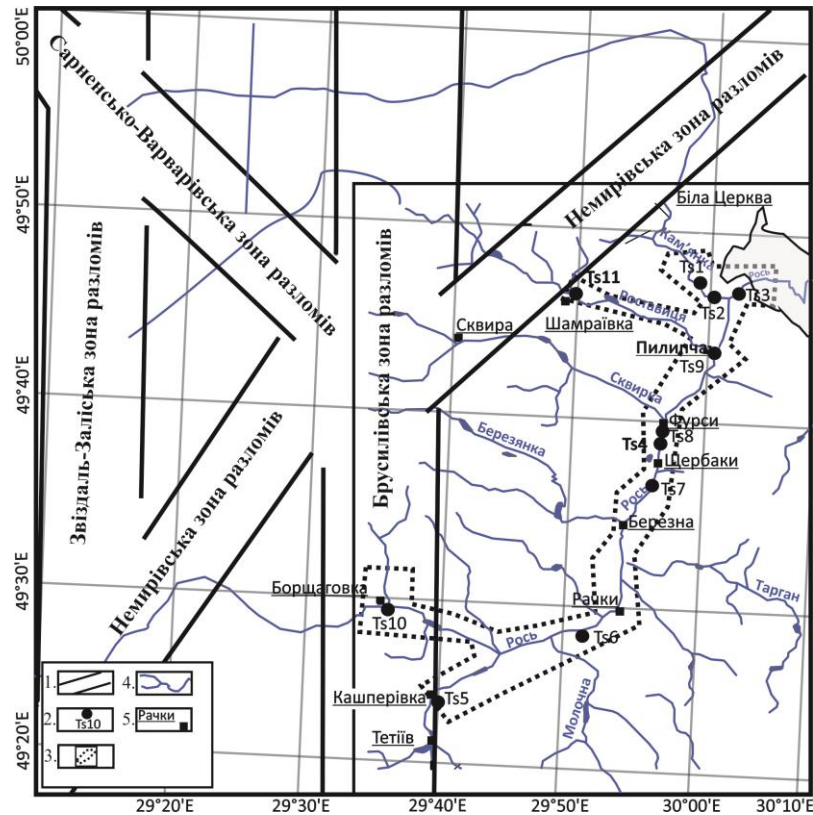 50°00'E
49°50'E
49°40'E
49°30'E
49°20'E
Сарненсько-Варварівська зона разломів
Немирівська зона разломів
Звіздаль-Заліська зона разломів
Брусилівська зона разломів
Немирівська зона разломів
Біла Церква
Кам'янка
Ts1
Рось
Ts11
Ts2
Ts3
Роставиця
Шамраївка
Сквира
Пилипча
Ts9
Сквирка
Фурси
Ts8
Березянка
Ts4
Щербаки
Рось
Ts7
Березна
Борщаговка
Тарган
Рачки
Ts10
Рось
Ts6
Кашперівка
Ts5
Молочна
Тетіїв
1.
4.
2.
Ts10
5.
Рачки
3.
29°20'E
29°30'E
29°40'E
29°50'E
30°00'E
30°10'E